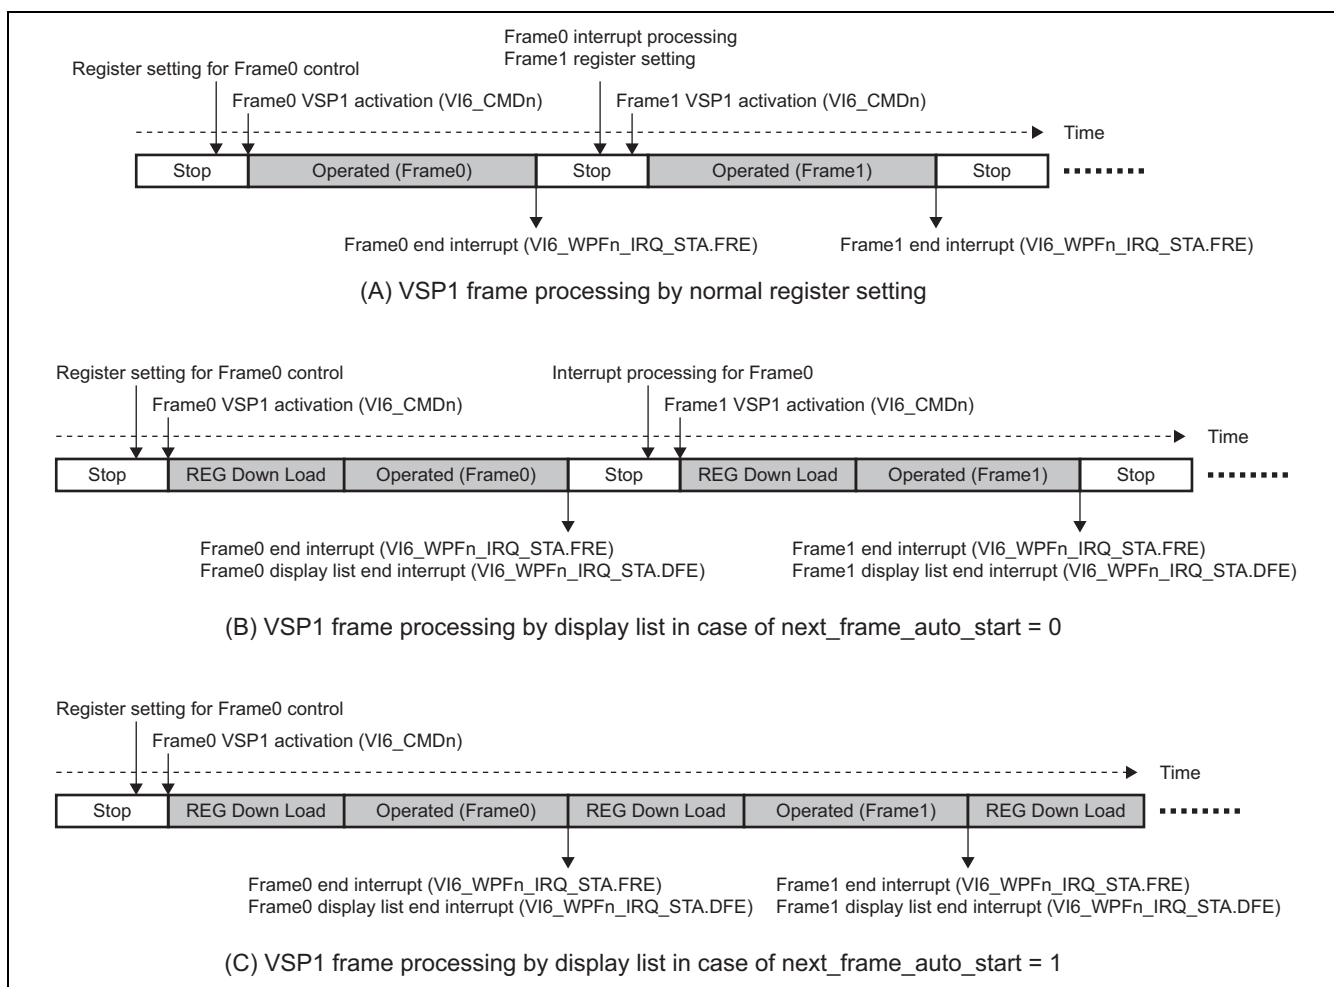 Frame0 interrupt processing
Frame1 register setting
Register setting for Frame0 control
Frame0 VSP1 activation (VI6_CMDn)
Frame1 VSP1 activation (VI6_CMDn)
Time
Stop
Operated (Frame0)
Stop
Operated (Frame1)
Stop
Frame0 end interrupt (VI6_WPFn_IRQ_STA.FRE)
Frame1 end interrupt (VI6_WPFn_IRQ_STA.FRE)
(A) VSP1 frame processing by normal register setting
Register setting for Frame0 control
Interrupt processing for Frame0
Frame0 VSP1 activation (VI6_CMDn)
Frame1 VSP1 activation (VI6_CMDn)
Time
Stop
REG Down Load
Operated (Frame0)
Stop
REG Down Load
Operated (Frame1)
Stop
Frame0 end interrupt (VI6_WPFn_IRQ_STA.FRE)
Frame0 display list end interrupt (VI6_WPFn_IRQ_STA.DFE)
Frame1 end interrupt (VI6_WPFn_IRQ_STA.FRE)
Frame1 display list end interrupt (VI6_WPFn_IRQ_STA.DFE)
(B) VSP1 frame processing by display list in case of next_frame_auto_start = 0
Register setting for Frame0 control
Frame0 VSP1 activation (VI6_CMDn)
Time
Stop
REG Down Load
Operated (Frame0)
REG Down Load
Operated (Frame1)
REG Down Load
Frame0 end interrupt (VI6_WPFn_IRQ_STA.FRE)
Frame0 display list end interrupt (VI6_WPFn_IRQ_STA.DFE)
Frame1 end interrupt (VI6_WPFn_IRQ_STA.FRE)
Frame1 display list end interrupt (VI6_WPFn_IRQ_STA.DFE)
(C) VSP1 frame processing by display list in case of next_frame_auto_start = 1